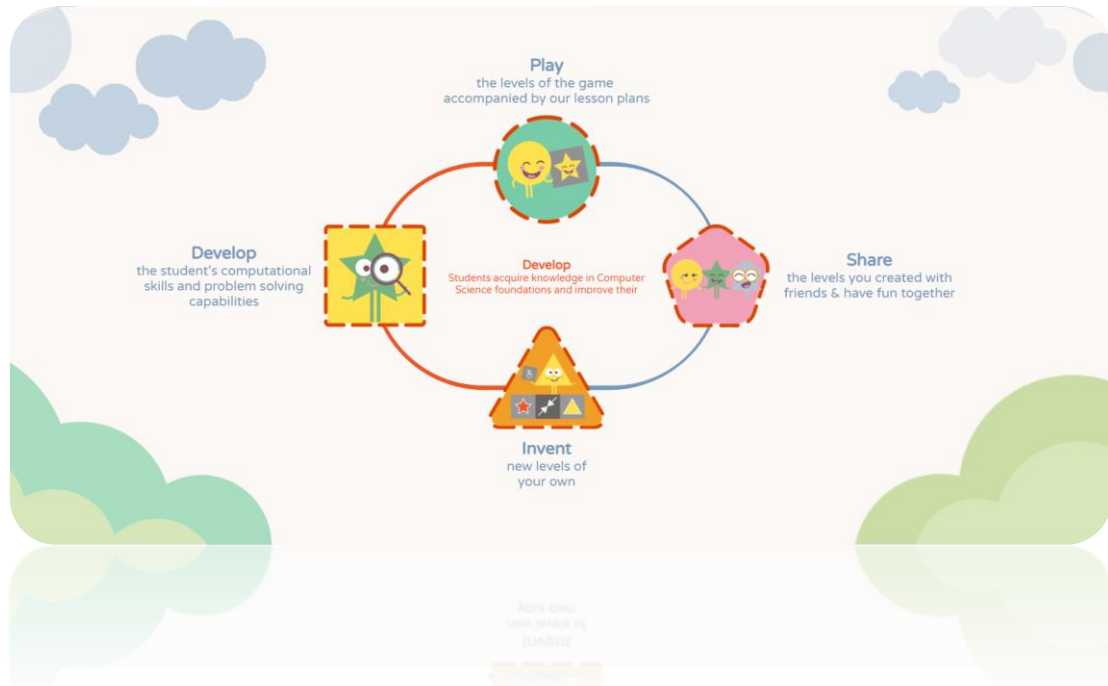 Play
the levels of the game
accompanied by our lesson plans
Develop
the student's computational
skills and problem solving
capabilities
Develop
Students acquire knowledge in Computer
Science foundations and improve their
Share
the levels you created with
friends & have fun together
Invent
new levels of
your own